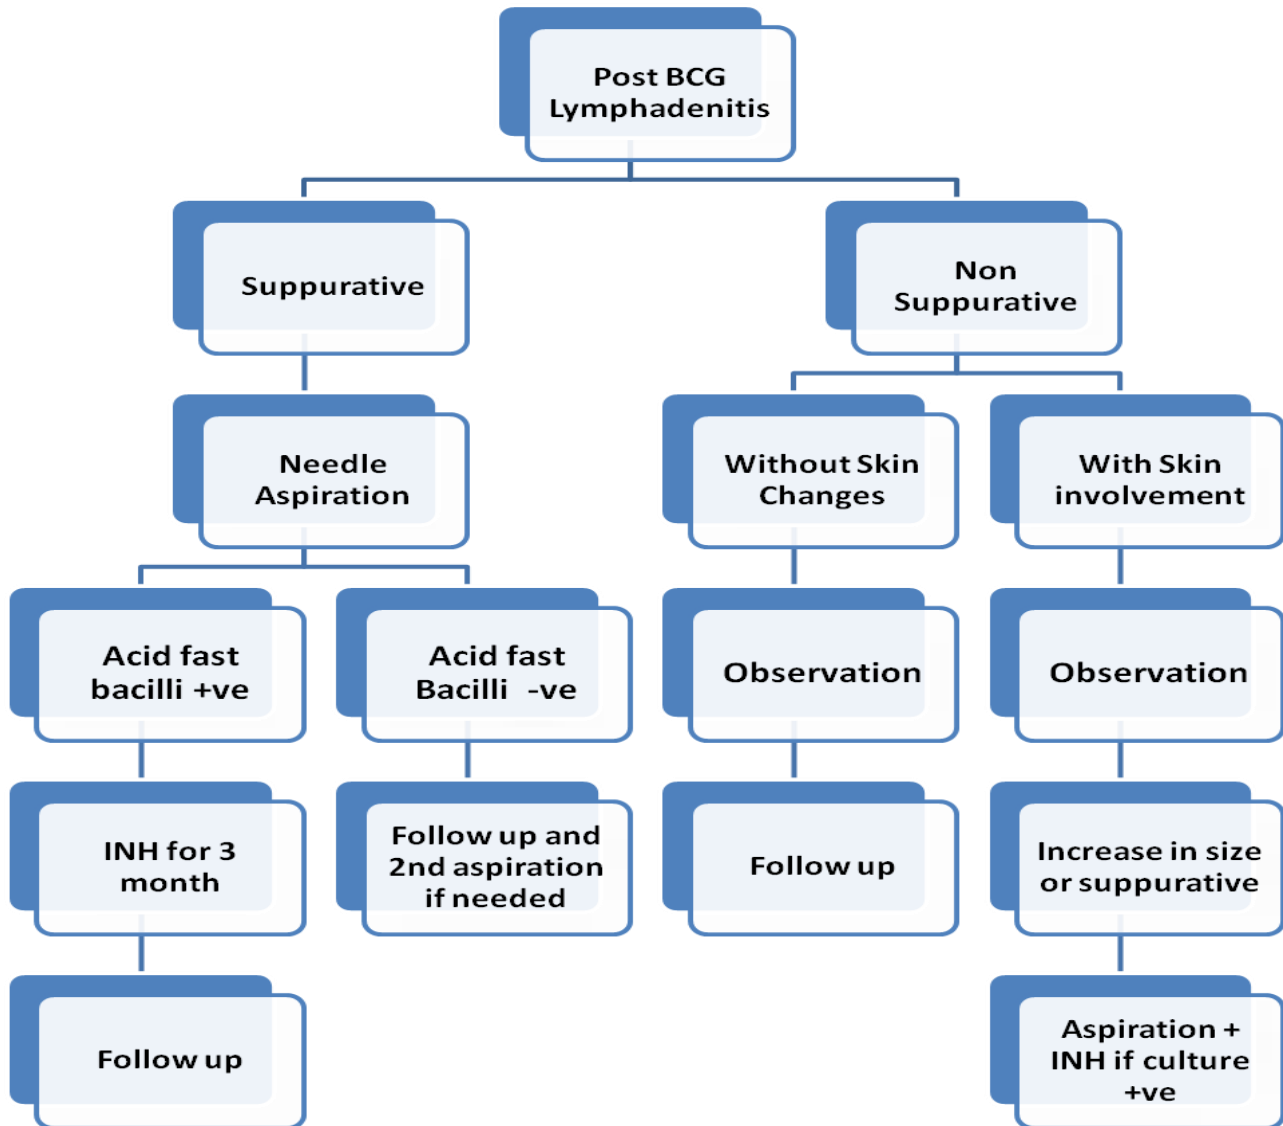 Post BCG
Lymphadenitis
Suppurative
Non
Suppurative
Needle
Aspiration
Without Skin
Changes
With Skin
involvement
Acid fast
bacilli +ve
Acid fast
Bacilli -ve
Observation
Observation
INH for 3
month
Follow up and
2nd aspiration
if needed
Follow up
Increase in size
or suppurative
Follow up
Aspiration +
INH if culture
+ve